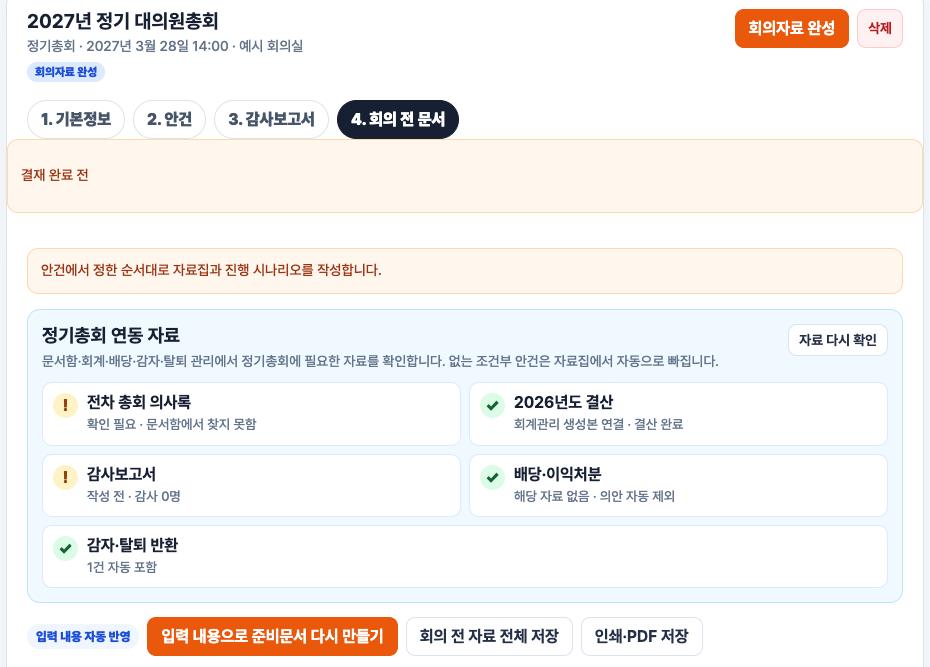 2027년 정기 대의원총회
정기총회 · 2027년 3월 28일 14:00 · 예시 회의실
회의자료 완성
회의자료 완성
삭제
1. 기본정보
2. 안건
3. 감사보고서
4. 회의 전 문서
결재 완료 전
안건에서 정한 순서대로 자료집과 진행 시나리오를 작성합니다.
정기총회 연동 자료
문서함·회계·배당·감자·탈퇴 관리에서 정기총회에 필요한 자료를 확인합니다. 없는 조건부 안건은 자료집에서 자동으로 빠집니다.
자료 다시 확인
! 전차 총회 의사록
확인 필요 · 문서함에서 찾지 못함
2026년도 결산
회계관리 생성본 연결 · 결산 완료
! 감사보고서
작성 전 · 감사 0명
배당·이익처분
해당 자료 없음 · 의안 자동 제외
감자·탈퇴 반환
1건 자동 포함
입력 내용 자동 반영
입력 내용으로 준비문서 다시 만들기
회의 전 자료 전체 저장
인쇄·PDF 저장